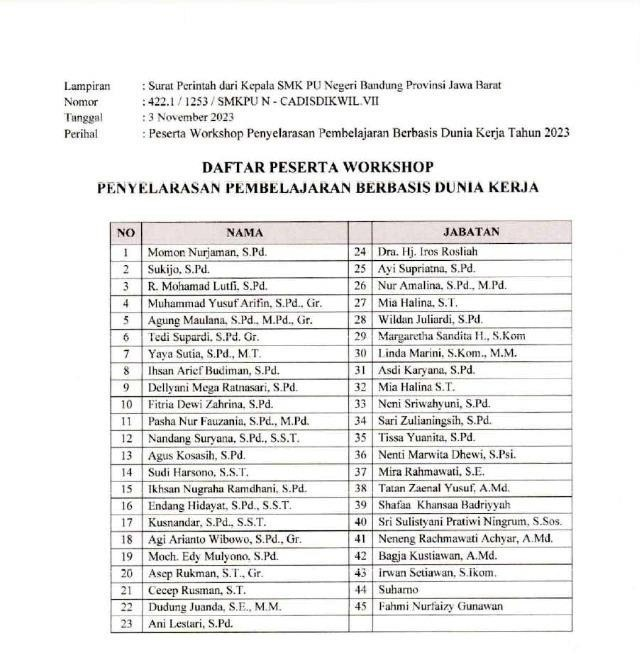 Lampiran : Surat Perintah dari Kepala SMK PU Negeri Bandung Provinsi Jawa Barat
Nomor : 422.1 / 1253 / SMKPU N - CADISDIKWIL.VII
Tanggal : 3 November 2023
Perihal : Peserta Workshop Penyelarasan Pembelajaran Berbasis Dunia Kerja Tahun 2023
DAFTAR PESERTA WORKSHOP
PENYELARASAN PEMBELAJARAN BERBASIS DUNIA KERJA
NO NAMA JABATAN
1 Momon Nurjaman, S.Pd. 24 Dra. Hj. Iros Rosliah
2 Sukijo, S.Pd. 25 Ayi Supriatna, S.Pd.
3 R. Mohamad Lutfi, S.Pd. 26 Nur Amalina, S.Pd., M.Pd.
4 Muhammad Yusuf Arifin, S.Pd., Gr. 27 Mia Halina, S.T.
5 Agung Maulana, S.Pd., M.Pd., Gr. 28 Wildan Juliardi, S.Pd.
6 Tedi Supardi, S.Pd. Gr. 29 Margaretha Sandita H., S.Kom
7 Yaya Sutia, S.Pd., M.T. 30 Linda Marini, S.Kom., M.M.
8 Ihsan Arief Budiman, S.Pd. 31 Asdi Karyana, S.Pd.
9 Dellyani Mega Ratnasari, S.Pd. 32 Mia Halina S.T.
10 Fitria Dewi Zahrina, S.Pd. 33 Neni Sriwahyuni, S.Pd.
11 Pasha Nur Fauzania, S.Pd., M.Pd. 34 Sari Zulianingsih, S.Pd.
12 Nandang Suryana, S.Pd., S.S.T. 35 Tissa Yuanita, S.Pd.
13 Agus Kosasih, S.Pd. 36 Nenti Marwita Dhewi, S.Psi.
14 Sudi Harsono, S.S.T. 37 Mira Rahmawati, S.E.
15 Ikhsan Nugraha Ramdhani, S.Pd. 38 Tatan Zaenal Yusuf, A.Md.
16 Endang Hidayat, S.Pd., S.S.T. 39 Shafaa Khansaa Badriyyah
17 Kusnandar, S.Pd., S.S.T. 40 Sri Sulistyani Pratiwi Ningrum, S.Sos.
18 Agi Arianto Wibowo, S.Pd., Gr. 41 Neneng Rachmawati Achyar, A.Md.
19 Moch. Edy Mulyono, S.Pd. 42 Bagja Kustiawan, A.Md.
20 Asep Rukman, S.T., Gr. 43 Irwan Setiawan, S.Ikom.
21 Cecep Rusman, S.T. 44 Suharno
22 Dudung Juanda, S.E., M.M. 45 Fahmi Nurfaizy Gunawan
23 Ani Lestari, S.Pd.